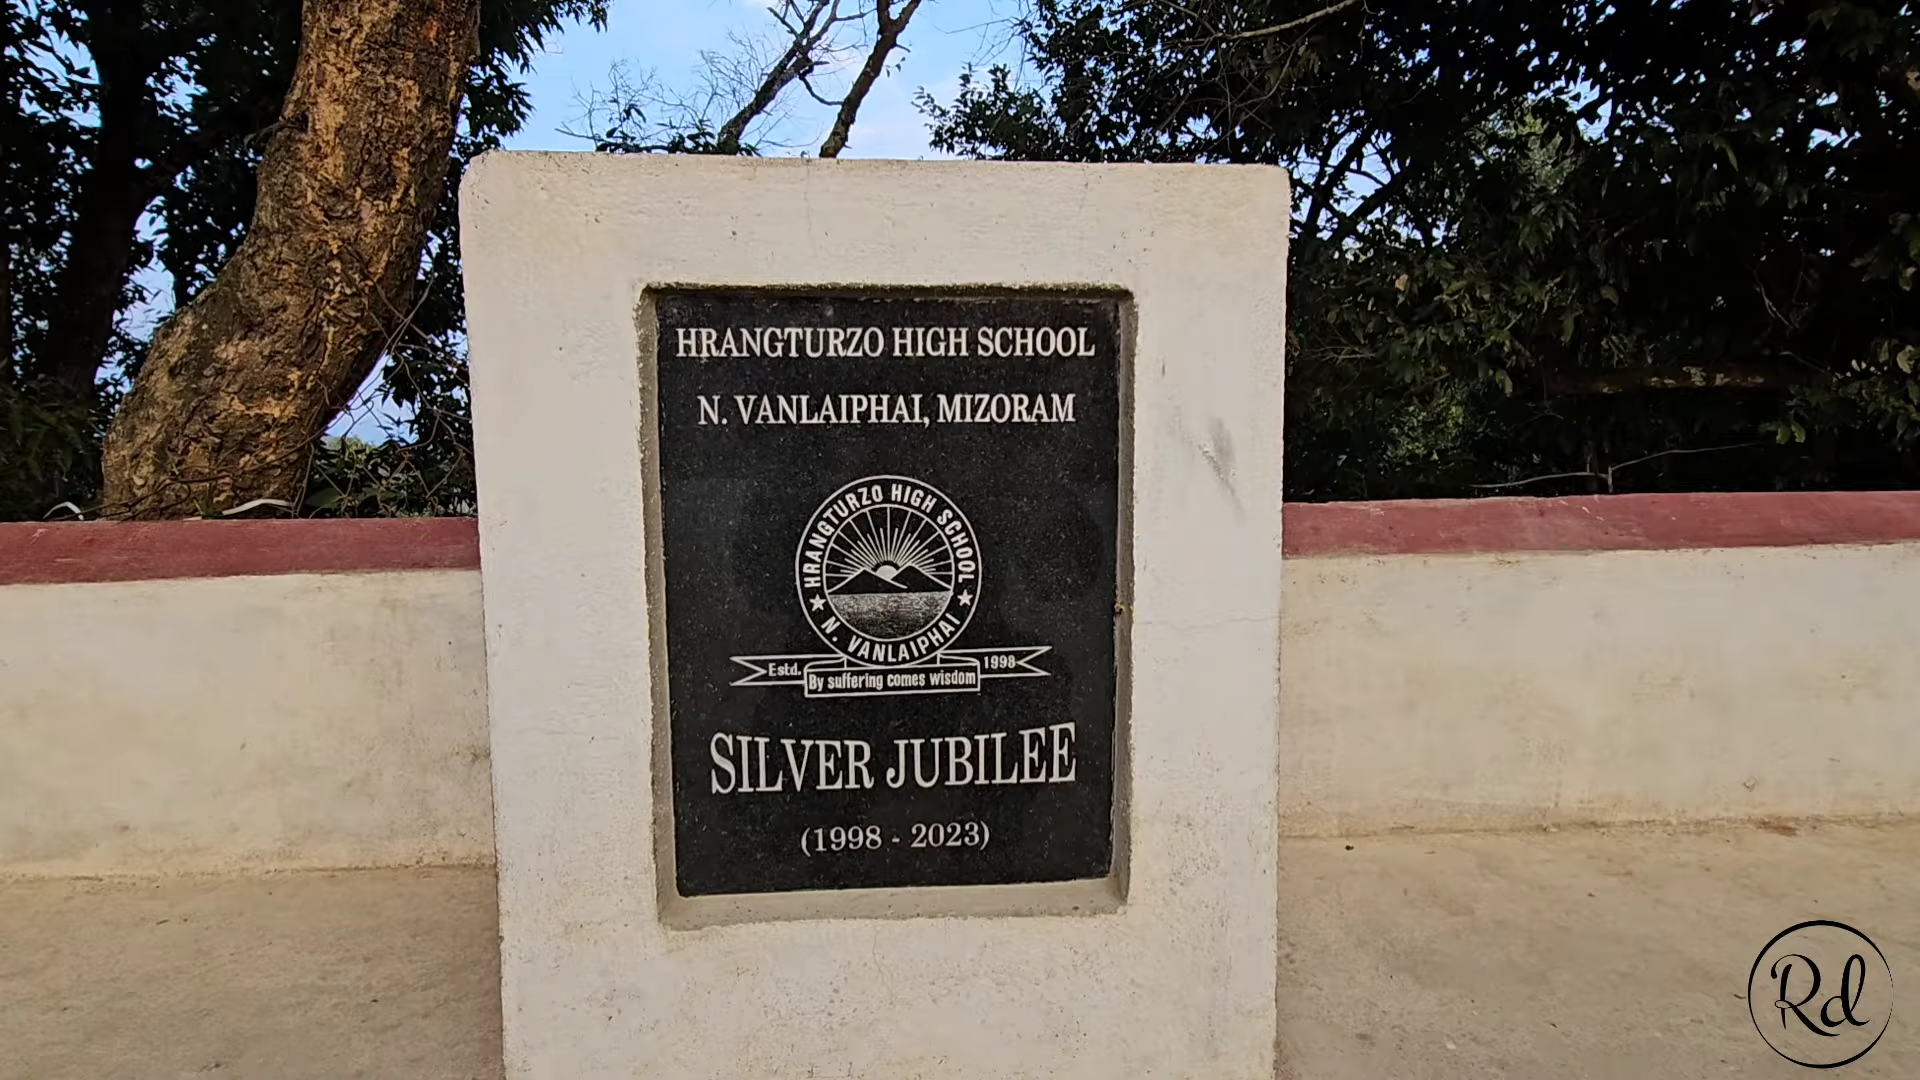 HRANGTURZO HIGH SCHOOL
N. VANLAIPHAI, MIZORAM
HRANGTURZO HIGH SCHOOL
★ N. VANLAIPHAI ★
Estd. 1998
By suffering comes wisdom
SILVER JUBILEE
(1998 - 2023)
Rd